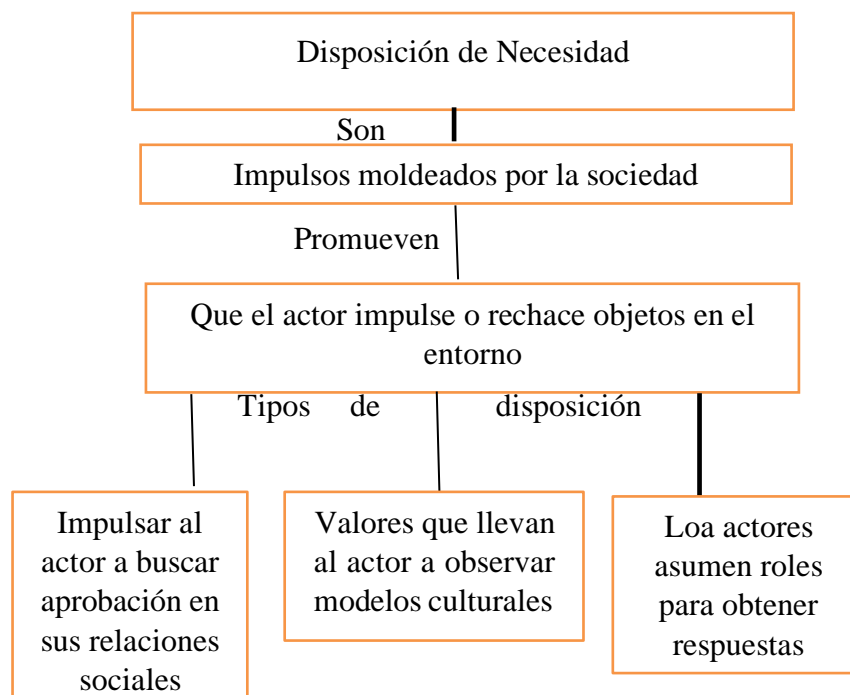 Disposición de Necesidad
Son
Impulsos moldeados por la sociedad
Promueven
Que el actor impulse o rechace objetos en el
entorno
Tipos de disposición
Impulsar al
actor a buscar
aprobación en
sus relaciones
sociales
Valores que llevan
al actor a observar
modelos culturales
Loa actores
asumen roles
para obtener
respuestas